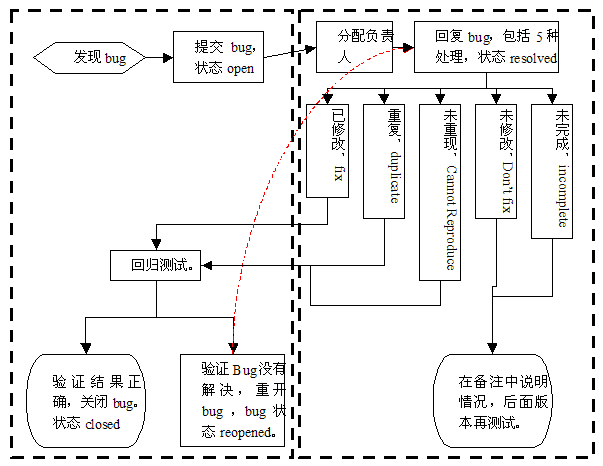 发现 bug
提交 bug，
状态 open
分配负责
人
回复 bug，包括 5 种
处理，状态 resolved
已修改，fix
重复，duplicate
未重现，Cannot Reproduce
未修改，Don't fix
未完成，incomplete
回归测试。
验证结果正
确，关闭 bug。
状态 closed
验证 Bug 没有
解决，重开
bug，bug 状
态 reopened。
在备注中说明
情况，后面版
本再测试。